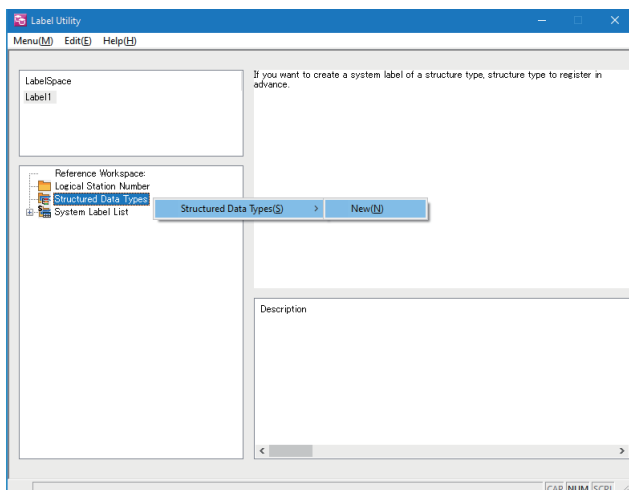 Label Utility
Menu(M) Edit(E) Help(H)
LabelSpace
Label1
If you want to create a system label of a structure type, structure type to register in
advance.
Reference Workspace:
Logical Station Number
Structured Data Types
System Label List
Structured Data Types(S) > New(N)
Description
CAP NUM SCRL